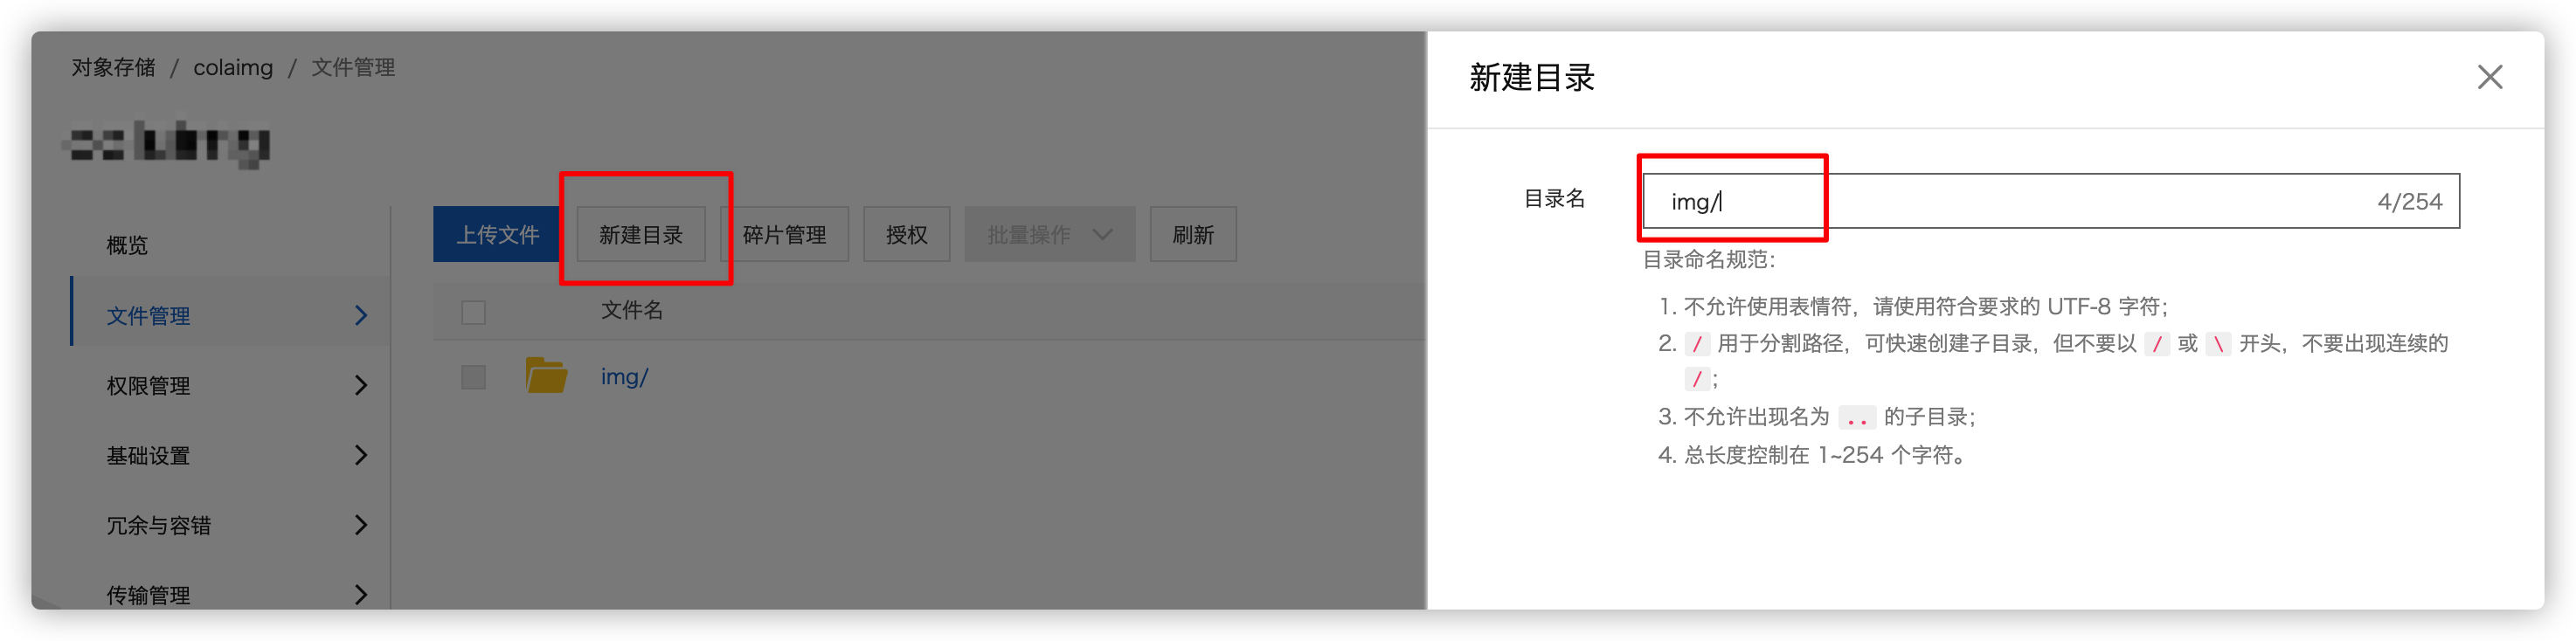 对象存储 / colaimg / 文件管理
概览
文件管理
权限管理
基础设置
冗余与容错
传输管理
上传文件 新建目录 碎片管理 授权 批量操作 刷新
文件名
img/
新建目录
目录名 img/ 4/254
目录命名规范：
1. 不允许使用表情符，请使用符合要求的 UTF-8 字符；
2. / 用于分割路径，可快速创建子目录，但不要以 / 或 \ 开头，不要出现连续的
/；
3. 不允许出现名为 .. 的子目录；
4. 总长度控制在 1~254 个字符。